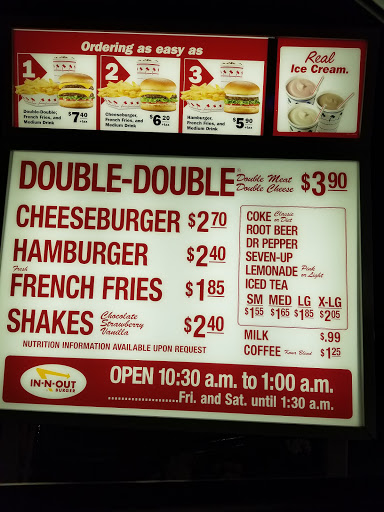 Ordering as easy as
1
2
3
Double-Double,
French Fries, and
Medium Drink
$7.40
+tax
Cheeseburger,
French Fries, and
Medium Drink
$6.20
+tax
Hamburger,
French Fries, and
Medium Drink
$5.90
+tax
Real
Ice Cream.
DOUBLE-DOUBLE® Double Meat Double Cheese $3.90
CHEESEBURGER $2.70
HAMBURGER $2.40
Fresh
FRENCH FRIES $1.85
SHAKES Chocolate Strawberry Vanilla $2.40
NUTRITION INFORMATION AVAILABLE UPON REQUEST
COKE Classic or Diet
ROOT BEER
DR PEPPER
SEVEN-UP
LEMONADE Pink or Light
ICED TEA
SM MED LG X-LG
$1.55 $1.65 $1.85 $2.05
MILK $.99
COFFEE Kona Blend $1.25
IN-N-OUT
BURGER
OPEN 10:30 a.m. to 1:00 a.m.
.....................Fri. and Sat. until 1:30 a.m.